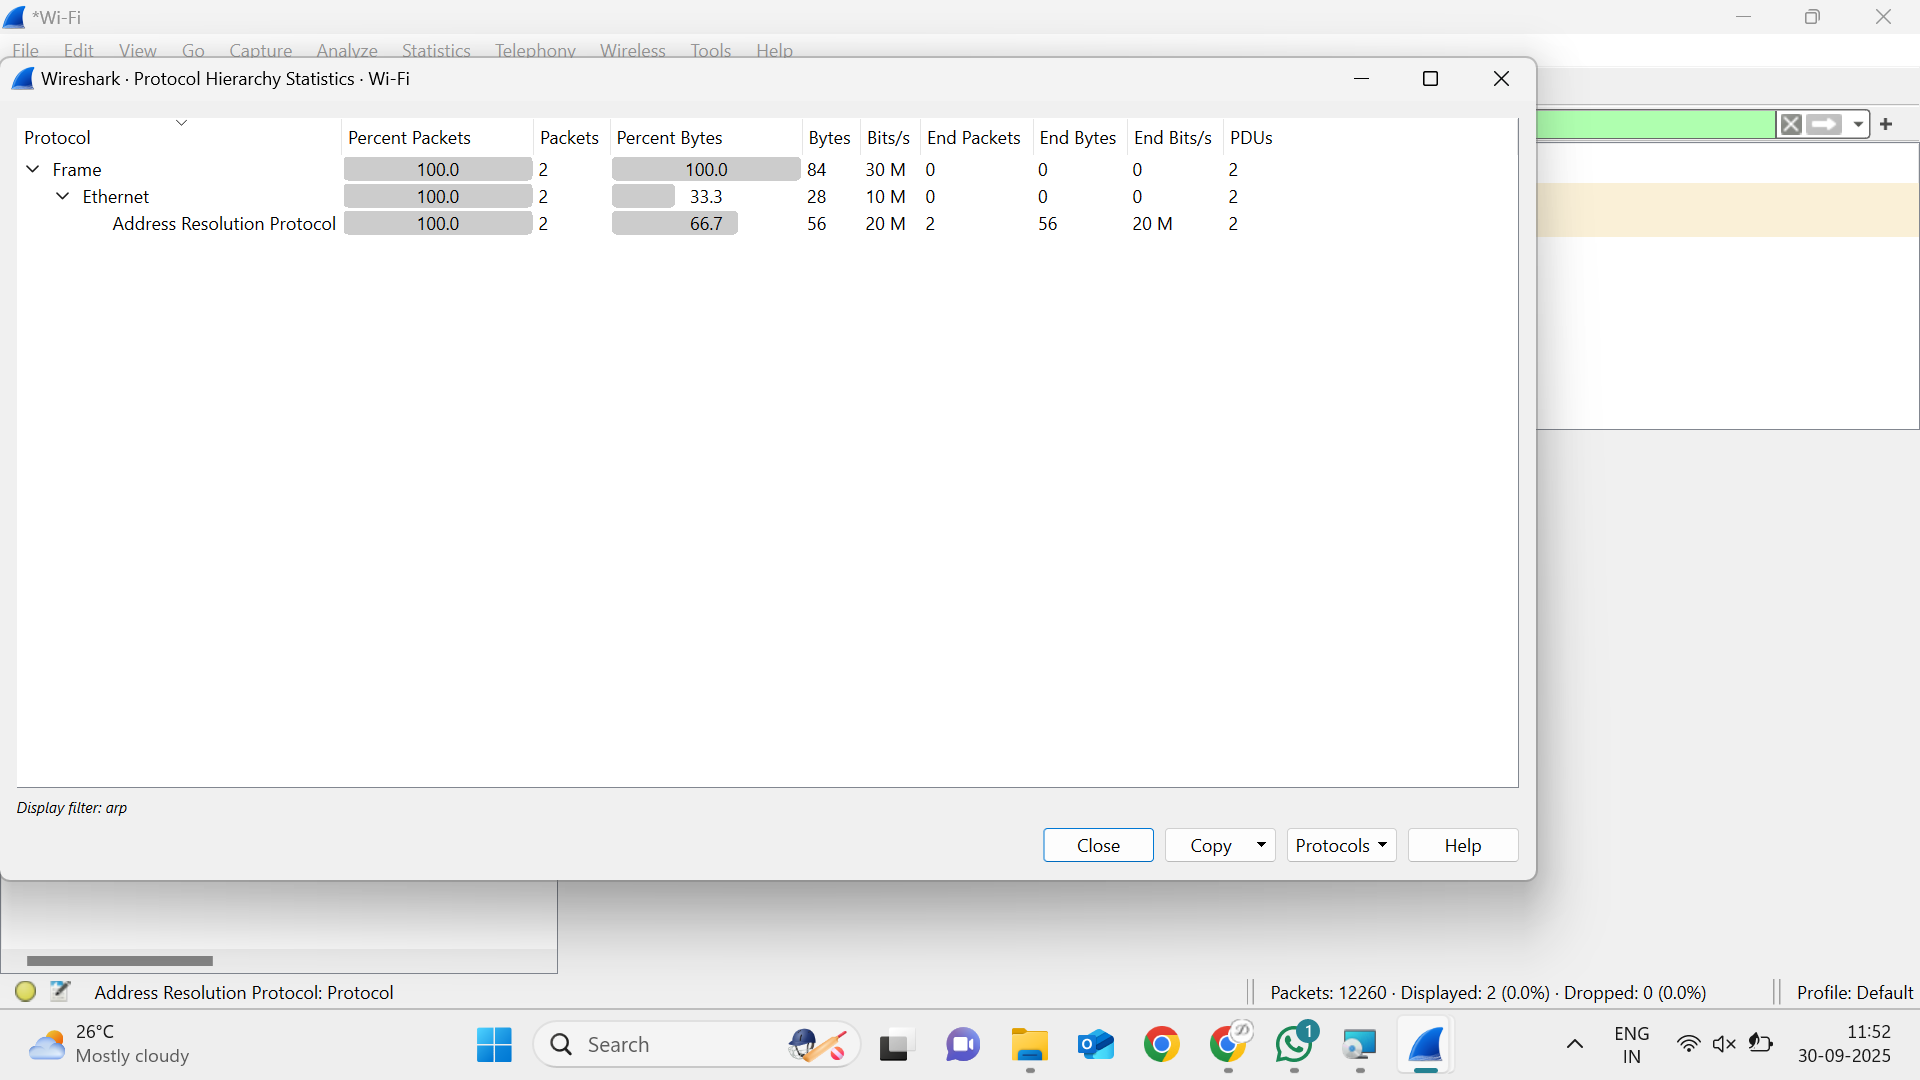 *Wi-Fi
File Edit View Go Capture Analyze Statistics Telephony Wireless Tools Help
Wireshark · Protocol Hierarchy Statistics · Wi-Fi
Protocol Percent Packets Packets Percent Bytes Bytes Bits/s End Packets End Bytes End Bits/s PDUs
Frame 100.0 2 100.0 84 30 M 0 0 0 2
Ethernet 100.0 2 33.3 28 10 M 0 0 0 2
Address Resolution Protocol 100.0 2 66.7 56 20 M 2 56 20 M 2
Display filter: arp
Close Copy Protocols Help
Address Resolution Protocol: Protocol
Packets: 12260 · Displayed: 2 (0.0%) · Dropped: 0 (0.0%)
Profile: Default
26°C
Mostly cloudy
Search
1
ENG
IN
11:52
30-09-2025